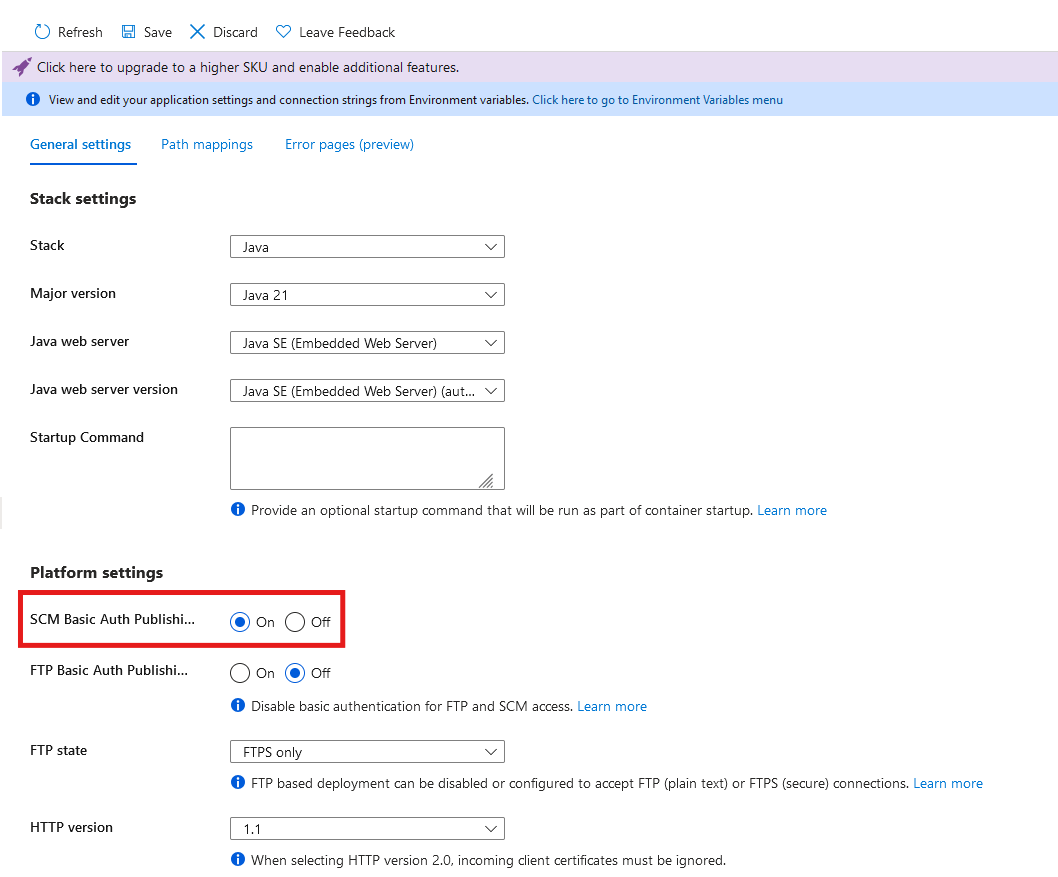 Refresh Save Discard Leave Feedback
Click here to upgrade to a higher SKU and enable additional features.
View and edit your application settings and connection strings from Environment variables. Click here to go to Environment Variables menu
General settings Path mappings Error pages (preview)
Stack settings
Stack Java
Major version Java 21
Java web server Java SE (Embedded Web Server)
Java web server version Java SE (Embedded Web Server) (aut...
Startup Command
Provide an optional startup command that will be run as part of container startup. Learn more
Platform settings
SCM Basic Auth Publishi... On Off
FTP Basic Auth Publishi... On Off
Disable basic authentication for FTP and SCM access. Learn more
FTP state FTPS only
FTP based deployment can be disabled or configured to accept FTP (plain text) or FTPS (secure) connections. Learn more
HTTP version 1.1
When selecting HTTP version 2.0, incoming client certificates must be ignored.